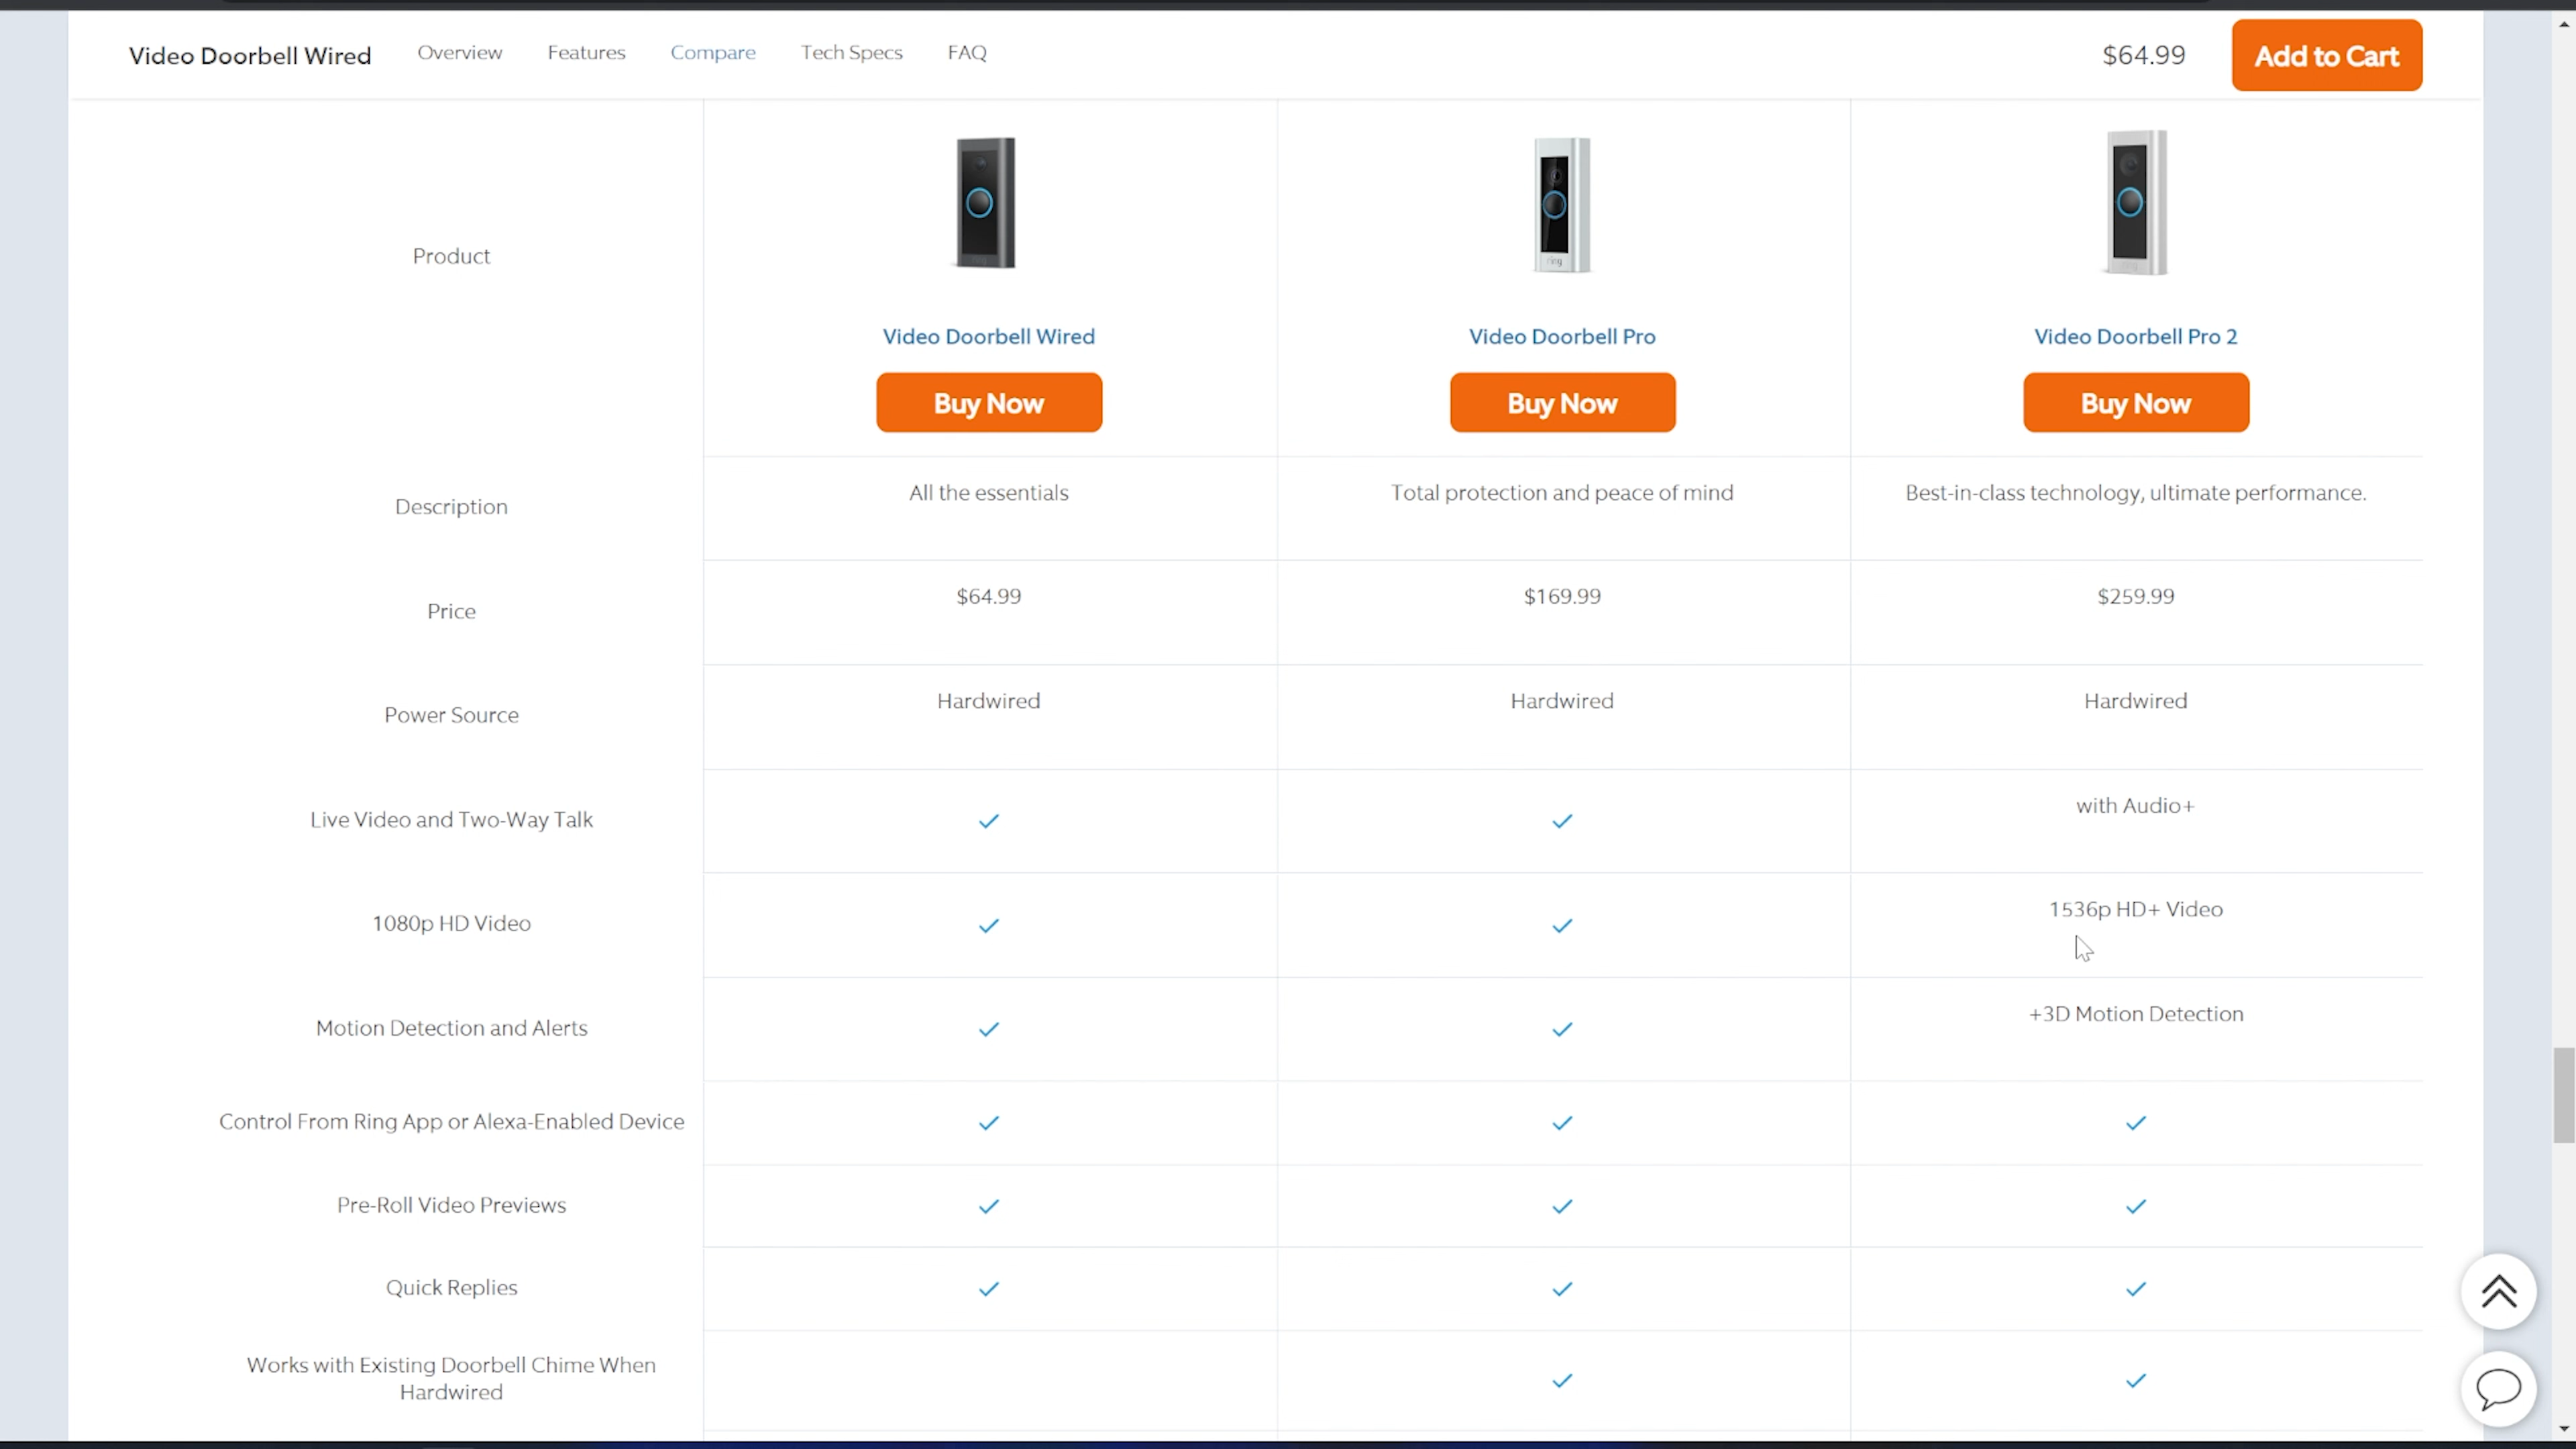 Video Doorbell Wired
Overview
Features
Compare
Tech Specs
FAQ
$64.99
Add to Cart
Product
ring
Video Doorbell Wired
Video Doorbell Pro
Video Doorbell Pro 2
Buy Now
Buy Now
Buy Now
Description
All the essentials
Total protection and peace of mind
Best-in-class technology, ultimate performance.
Price
$64.99
$169.99
$259.99
Power Source
Hardwired
Hardwired
Hardwired
Live Video and Two-Way Talk
with Audio+
1080p HD Video
1536p HD+ Video
Motion Detection and Alerts
+3D Motion Detection
Control From Ring App or Alexa-Enabled Device
Pre-Roll Video Previews
Quick Replies
Works with Existing Doorbell Chime When
Hardwired